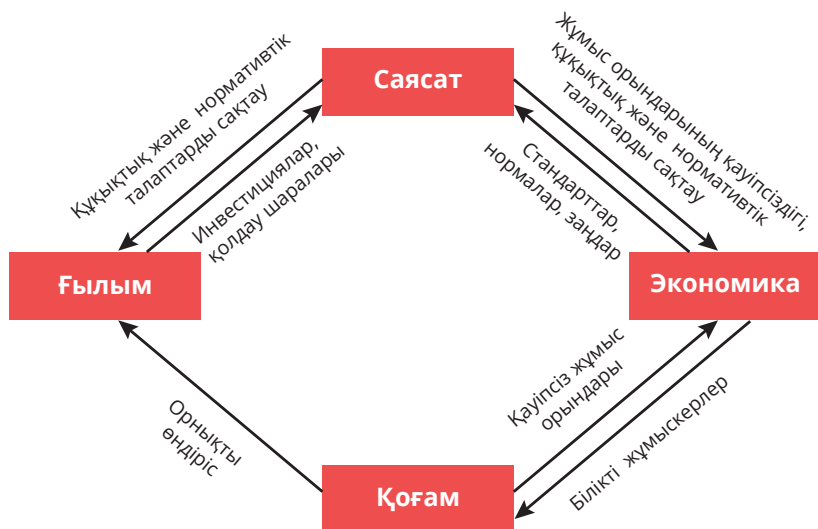 Саясат
Құқықтық және нормативтік
талаптарды сақтау
Инвестициялар,
қолдау шаралары
Стандарттар,
нормалар, заңдар
Жұмыс орындарының қауіпсіздігі,
құқықтық және нормативтік
талаптарды сақтау
Ғылым
Экономика
Орнықты
өндіріс
Қауіпсіз жұмыс
орындары
Білікті жұмыскерлер
Қоғам